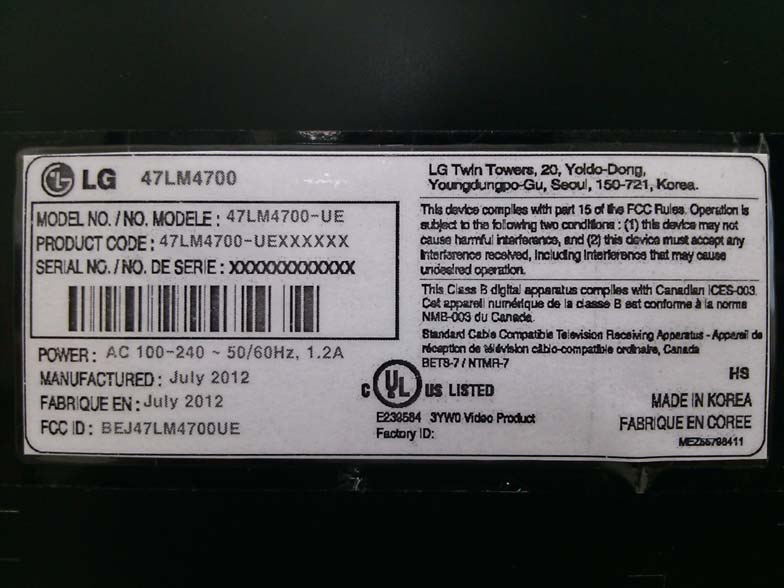 LG 47LM4700
MODEL NO. / NO. MODELE : 47LM4700-UE
PRODUCT CODE : 47LM4700-UEXXXXXX
SERIAL NO. / NO. DE SERIE : XXXXXXXXXXXXX
POWER : AC 100-240 ~ 50/60Hz, 1.2A
MANUFACTURED : July 2012
FABRIQUE EN : July 2012
FCC ID : BEJ47LM4700UE
LG Twin Towers, 20, Yoido-Dong,
Youngdungpo-Gu, Seoul, 150-721, Korea.
This device complies with part 15 of the FCC Rules. Operation is
subject to the following two conditions : (1) this device may not
cause harmful interference, and (2) this device must accept any
interference received, including interference that may cause
undesired operation.
This Class B digital apparatus complies with Canadian ICES-003.
Cet appareil numérique de la classe B est conforme à la norme
NMB-003 du Canada.
Standard Cable Compatible Television Receiving Apparatus - Appareil de
réception de télévision câblo-compatible ordinaire, Canada
BETS-7 / NTMR-7
C UL US LISTED
E239584 3YW0 Video Product
Factory ID:
HS
MADE IN KOREA
FABRIQUE EN COREE
MEZ55798411